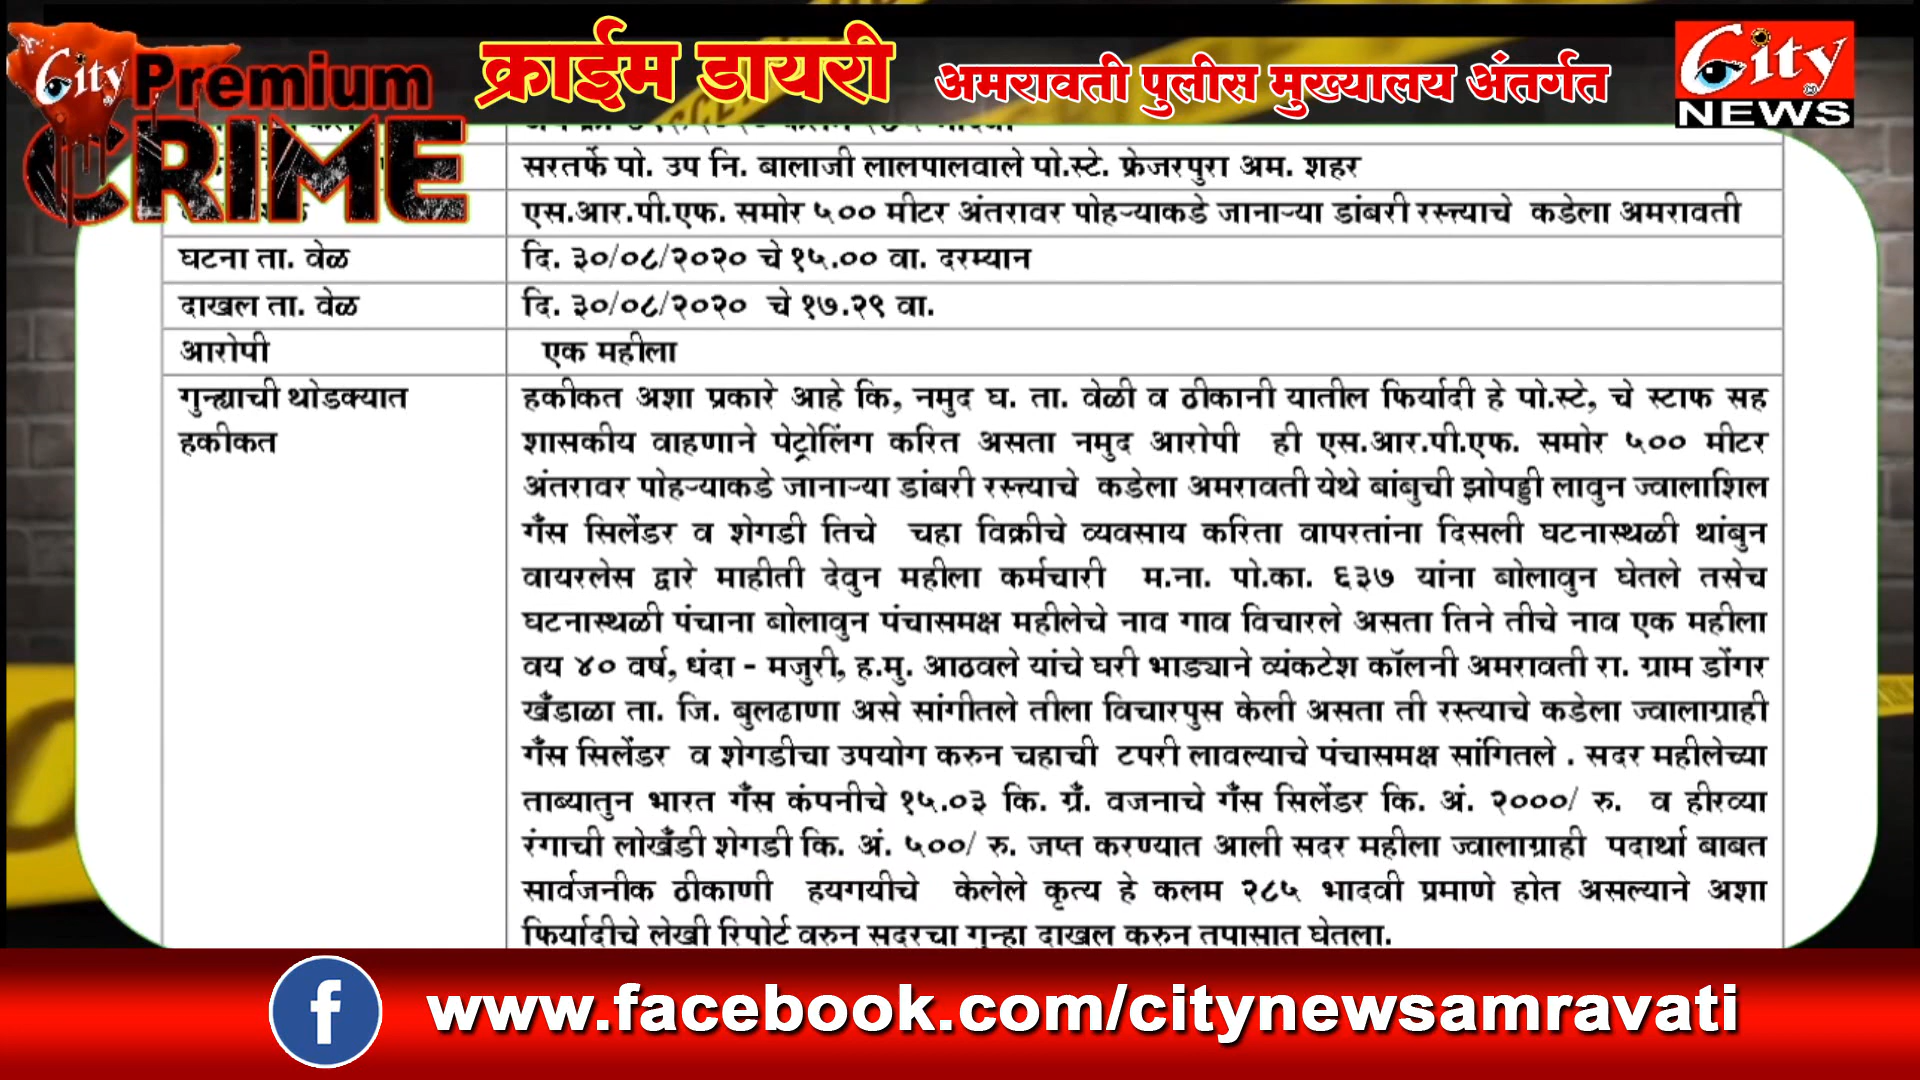 City Premium
CRIME
क्राईम डायरी
अमरावती पुलीस मुख्यालय अंतर्गत
City
NEWS
सरतर्फे पो. उप नि. बालाजी लालपालवाले पो.स्टे. फ्रेजरपुरा अम. शहर
एस.आर.पी.एफ. समोर ५०० मीटर अंतरावर पोहऱ्याकडे जानाऱ्या डांबरी रस्त्याचे कडेला अमरावती
घटना ता. वेळ दि. ३०/०८/२०२० चे १५.०० वा. दरम्यान
दाखल ता. वेळ दि. ३०/०८/२०२० चे १७.२९ वा.
आरोपी एक महीला
गुन्ह्याची थोडक्यात हकीकत अशा प्रकारे आहे कि, नमुद घ. ता. वेळी व ठीकानी यातील फिर्यादी हे पो.स्टे, चे स्टाफ सह
हकीकत शासकीय वाहणाने पेट्रोलिंग करित असता नमुद आरोपी ही एस.आर.पी.एफ. समोर ५०० मीटर
अंतरावर पोहऱ्याकडे जानाऱ्या डांबरी रस्त्याचे कडेला अमरावती येथे बांबुची झोपड्डी लावुन ज्वालाशिल
गॅंस सिलेंडर व शेगडी तिचे चहा विक्रीचे व्यवसाय करिता वापरतांना दिसली घटनास्थळी थांबुन
वायरलेस द्वारे माहीती देवुन महीला कर्मचारी म.ना. पो.का. ६३७ यांना बोलावुन घेतले तसेच
घटनास्थळी पंचाना बोलावुन पंचासमक्ष महीलेचे नाव गाव विचारले असता तिने तीचे नाव एक महीला
वय ४० वर्ष, धंदा - मजुरी, ह.मु. आठवले यांचे घरी भाड्याने व्यंकटेश कॉलनी अमरावती रा. ग्राम डोंगर
खॅंडाळा ता. जि. बुलढाणा असे सांगीतले तीला विचारपुस केली असता ती रस्त्याचे कडेला ज्वालाग्राही
गॅंस सिलेंडर व शेगडीचा उपयोग करुन चहाची टपरी लावल्याचे पंचासमक्ष सांगितले . सदर महीलेच्या
ताब्यातुन भारत गॅंस कंपनीचे १५.०३ कि. ग्रॅं. वजनाचे गॅंस सिलेंडर कि. अं. २०००/ रु. व हीरव्या
रंगाची लोखॅंडी शेगडी कि. अं. ५००/ रु. जप्त करण्यात आली सदर महीला ज्वालाग्राही पदार्था बाबत
सार्वजनीक ठीकाणी हयगयीचे केलेले कृत्य हे कलम २८५ भादवी प्रमाणे होत असल्याने अशा
फिर्यादीचे लेखी रिपोर्ट वरुन सदरचा गुन्हा दाखल करुन तपासात घेतला.
f www.facebook.com/citynewsamravati